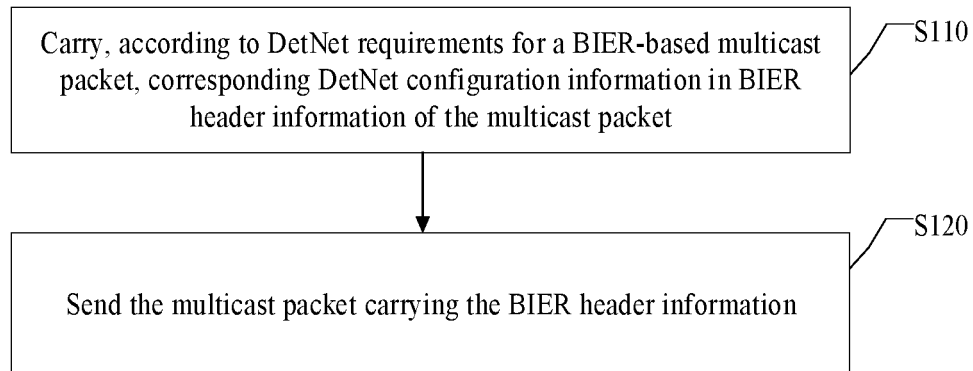 Carry, according to DetNet requirements for a BIER-based multicast
packet, corresponding DetNet configuration information in BIER
header information of the multicast packet
S110
S120
Send the multicast packet carrying the BIER header information